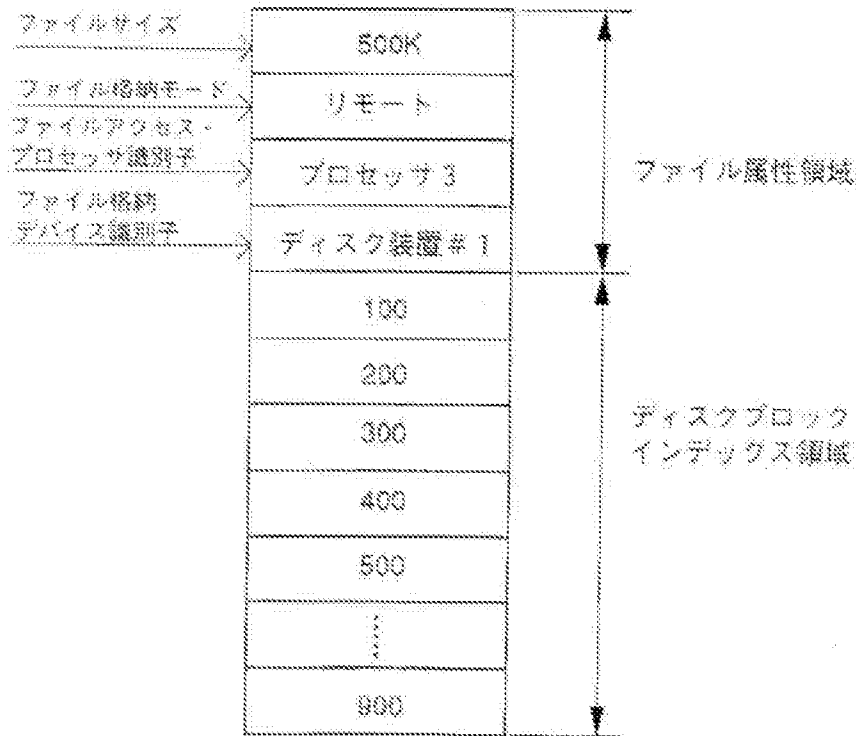 ファイルサイズ
500K
ファイル格納モード
リモート
ファイルアクセス・
プロセッサ識別子
プロセッサ3
ファイル格納
デバイス識別子
ディスク装置#1
ファイル属性領域
100
200
300
400
500
900
ディスクブロック
インデックス領域